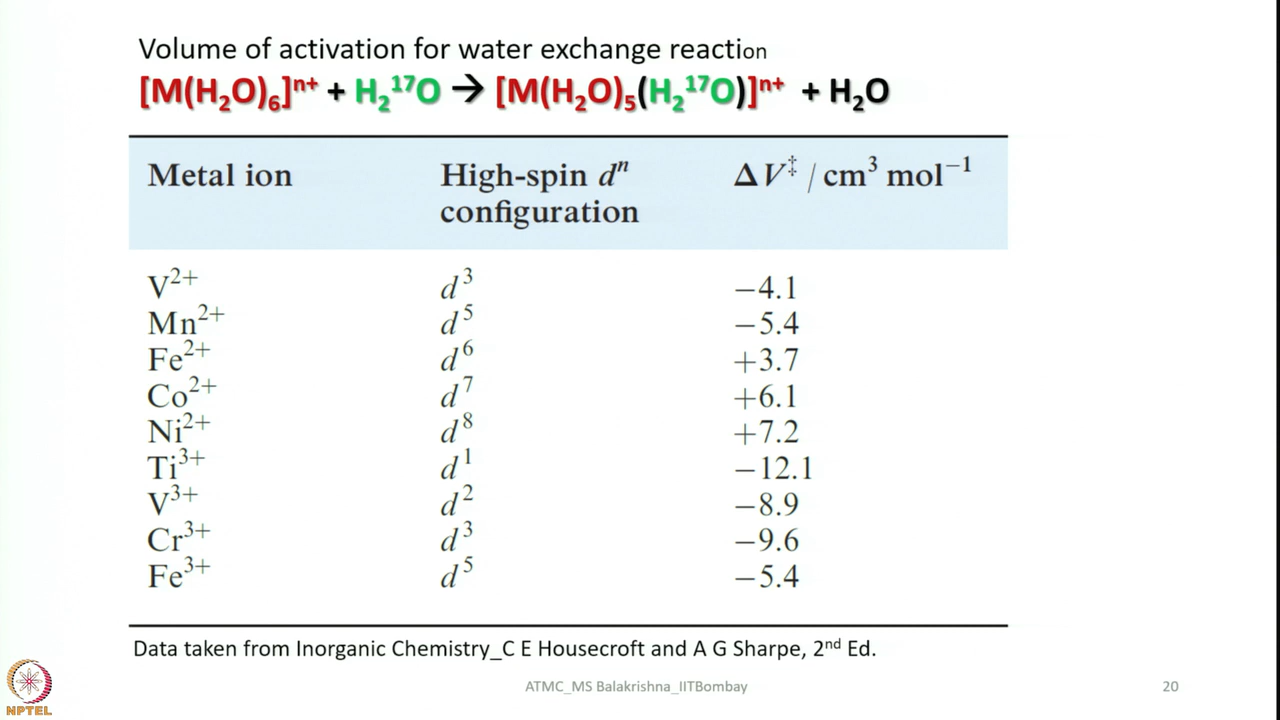 Volume of activation for water exchange reaction
[M(H₂O)₆]ⁿ⁺ + H₂¹⁷O → [M(H₂O)₅(H₂¹⁷O)]ⁿ⁺ + H₂O
Metal ion High-spin dⁿ configuration ΔV‡ / cm³ mol⁻¹
V²⁺ d³ −4.1
Mn²⁺ d⁵ −5.4
Fe²⁺ d⁶ +3.7
Co²⁺ d⁷ +6.1
Ni²⁺ d⁸ +7.2
Ti³⁺ d¹ −12.1
V³⁺ d² −8.9
Cr³⁺ d³ −9.6
Fe³⁺ d⁵ −5.4
Data taken from Inorganic Chemistry_C E Housecroft and A G Sharpe, 2ⁿᵈ Ed.
NPTEL
ATMC_MS Balakrishna_IITBombay
20